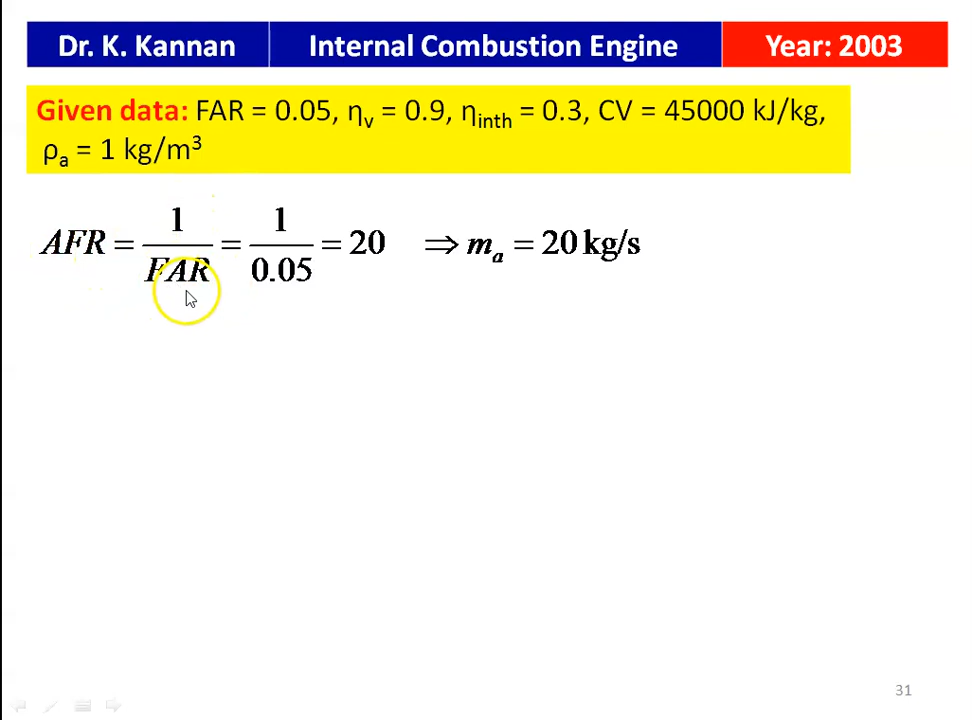 Dr. K. Kannan Internal Combustion Engine Year: 2003
Given data: FAR = 0.05, ηv = 0.9, ηinth = 0.3, CV = 45000 kJ/kg,
ρa = 1 kg/m³
AFR = 1/FAR = 1/0.05 = 20 ⇒ ma = 20 kg/s
31